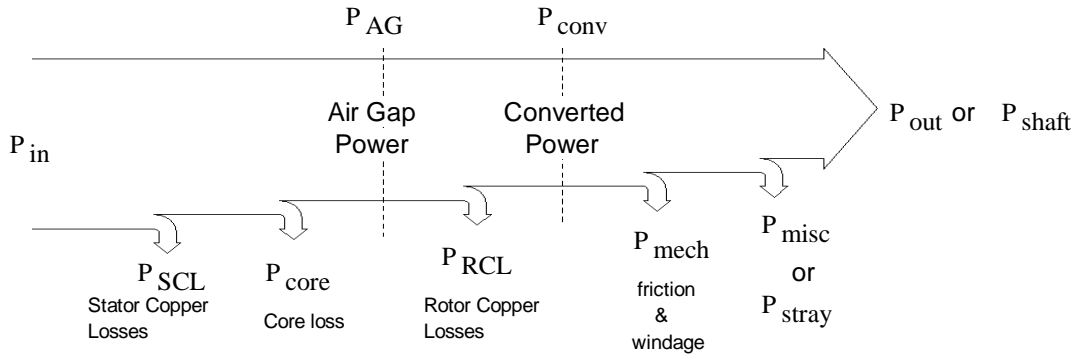 P AG
P conv
P in
Air Gap
Power
Converted
Power
P out or P shaft
P SCL
Stator Copper
Losses
P core
Core loss
P RCL
Rotor Copper
Losses
P mech
friction
&
windage
P misc
or
P stray